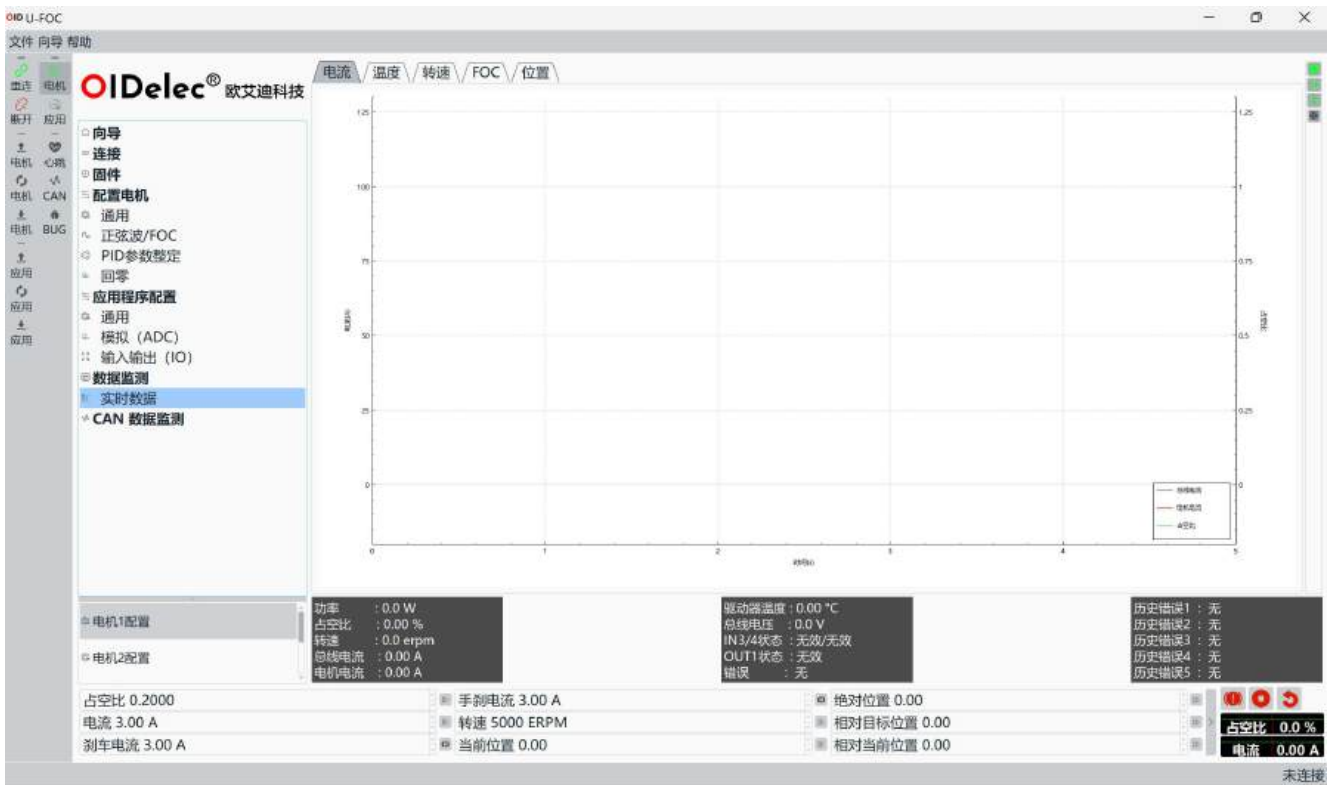 OID U-FOC
文件 向导 帮助
重连 电机
断开 应用
电机 心跳
电机 CAN
电机 BUG
应用
应用
应用
OIDelec® 欧艾迪科技
向导
连接
固件
配置电机
通用
正弦波/FOC
PID参数整定
回零
应用程序配置
通用
模拟（ADC）
输入输出（IO）
数据监测
实时数据
CAN 数据监测
电机1配置
电机2配置
电流 温度 转速 FOC 位置
125
100
75
50
25
0
1.25
1
0.75
0.5
0.25
0
占空比
电机电流
占空比
0 1 2 3 4 5
功率 : 0.0 W
占空比 : 0.00 %
转速 : 0.0 erpm
总线电流 : 0.00 A
电机电流 : 0.00 A
驱动器温度 : 0.00 °C
总线电压 : 0.0 V
IN3/4状态 : 无效/无效
OUT1状态 : 无效
错误 : 无
历史错误1 : 无
历史错误2 : 无
历史错误3 : 无
历史错误4 : 无
历史错误5 : 无
占空比 0.2000 手刹电流 3.00 A 绝对位置 0.00
电流 3.00 A 转速 5000 ERPM 相对目标位置 0.00
刹车电流 3.00 A 当前位置 0.00 相对当前位置 0.00
占空比 0.0 %
电流 0.00 A
未连接